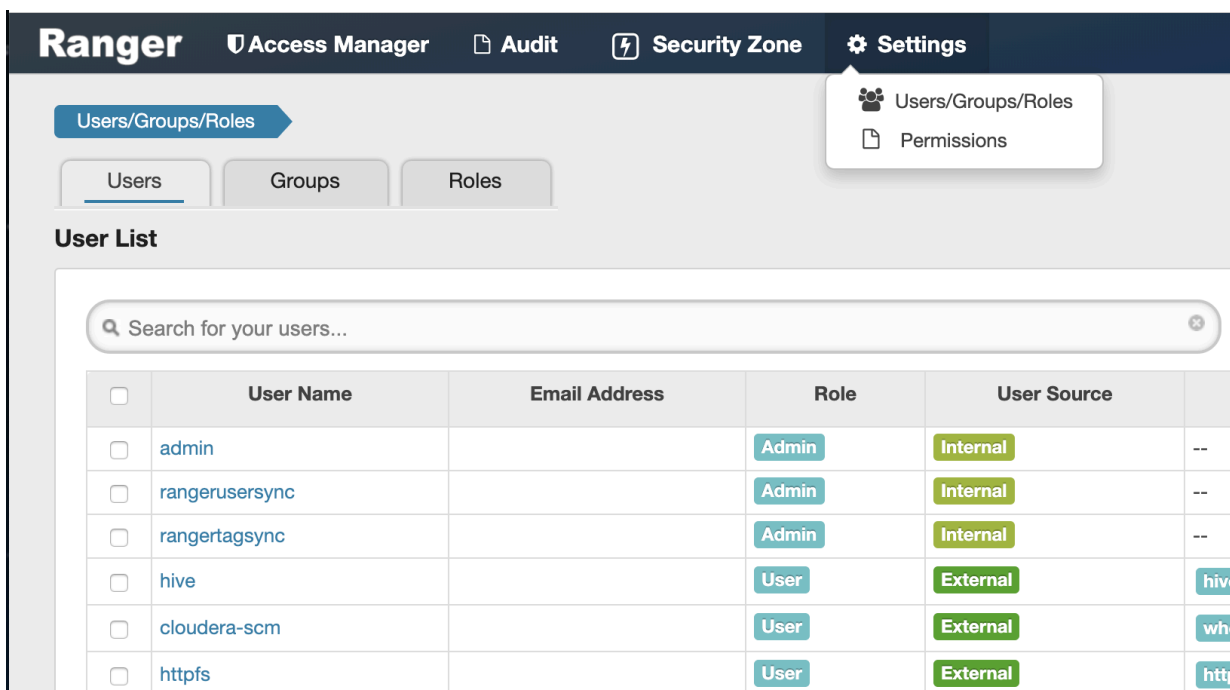 Ranger Access Manager Audit Security Zone Settings
Users/Groups/Roles
Permissions
Users/Groups/Roles
Users Groups Roles
User List
Search for your users...
User Name Email Address Role User Source
admin Admin Internal --
rangerusersync Admin Internal --
rangertagsync Admin Internal --
hive User External
cloudera-scm User External
httpfs User External